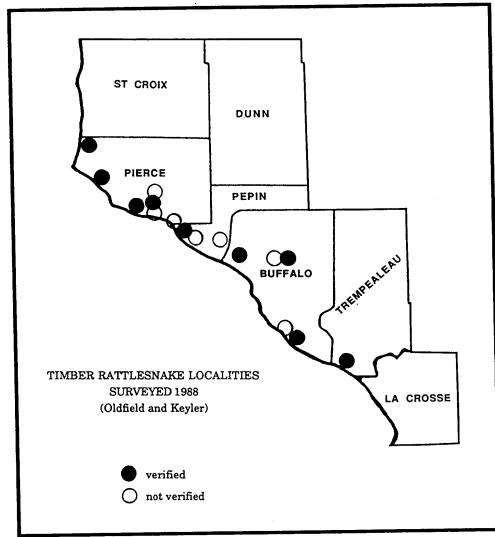 ST CROIX
DUNN
PIERCE
PEPIN
BUFFALO
TREMPEALEAU
LA CROSSE
TIMBER RATTLESNAKE LOCALITIES
SURVEYED 1988
(Oldfield and Keyler)
verified
not verified